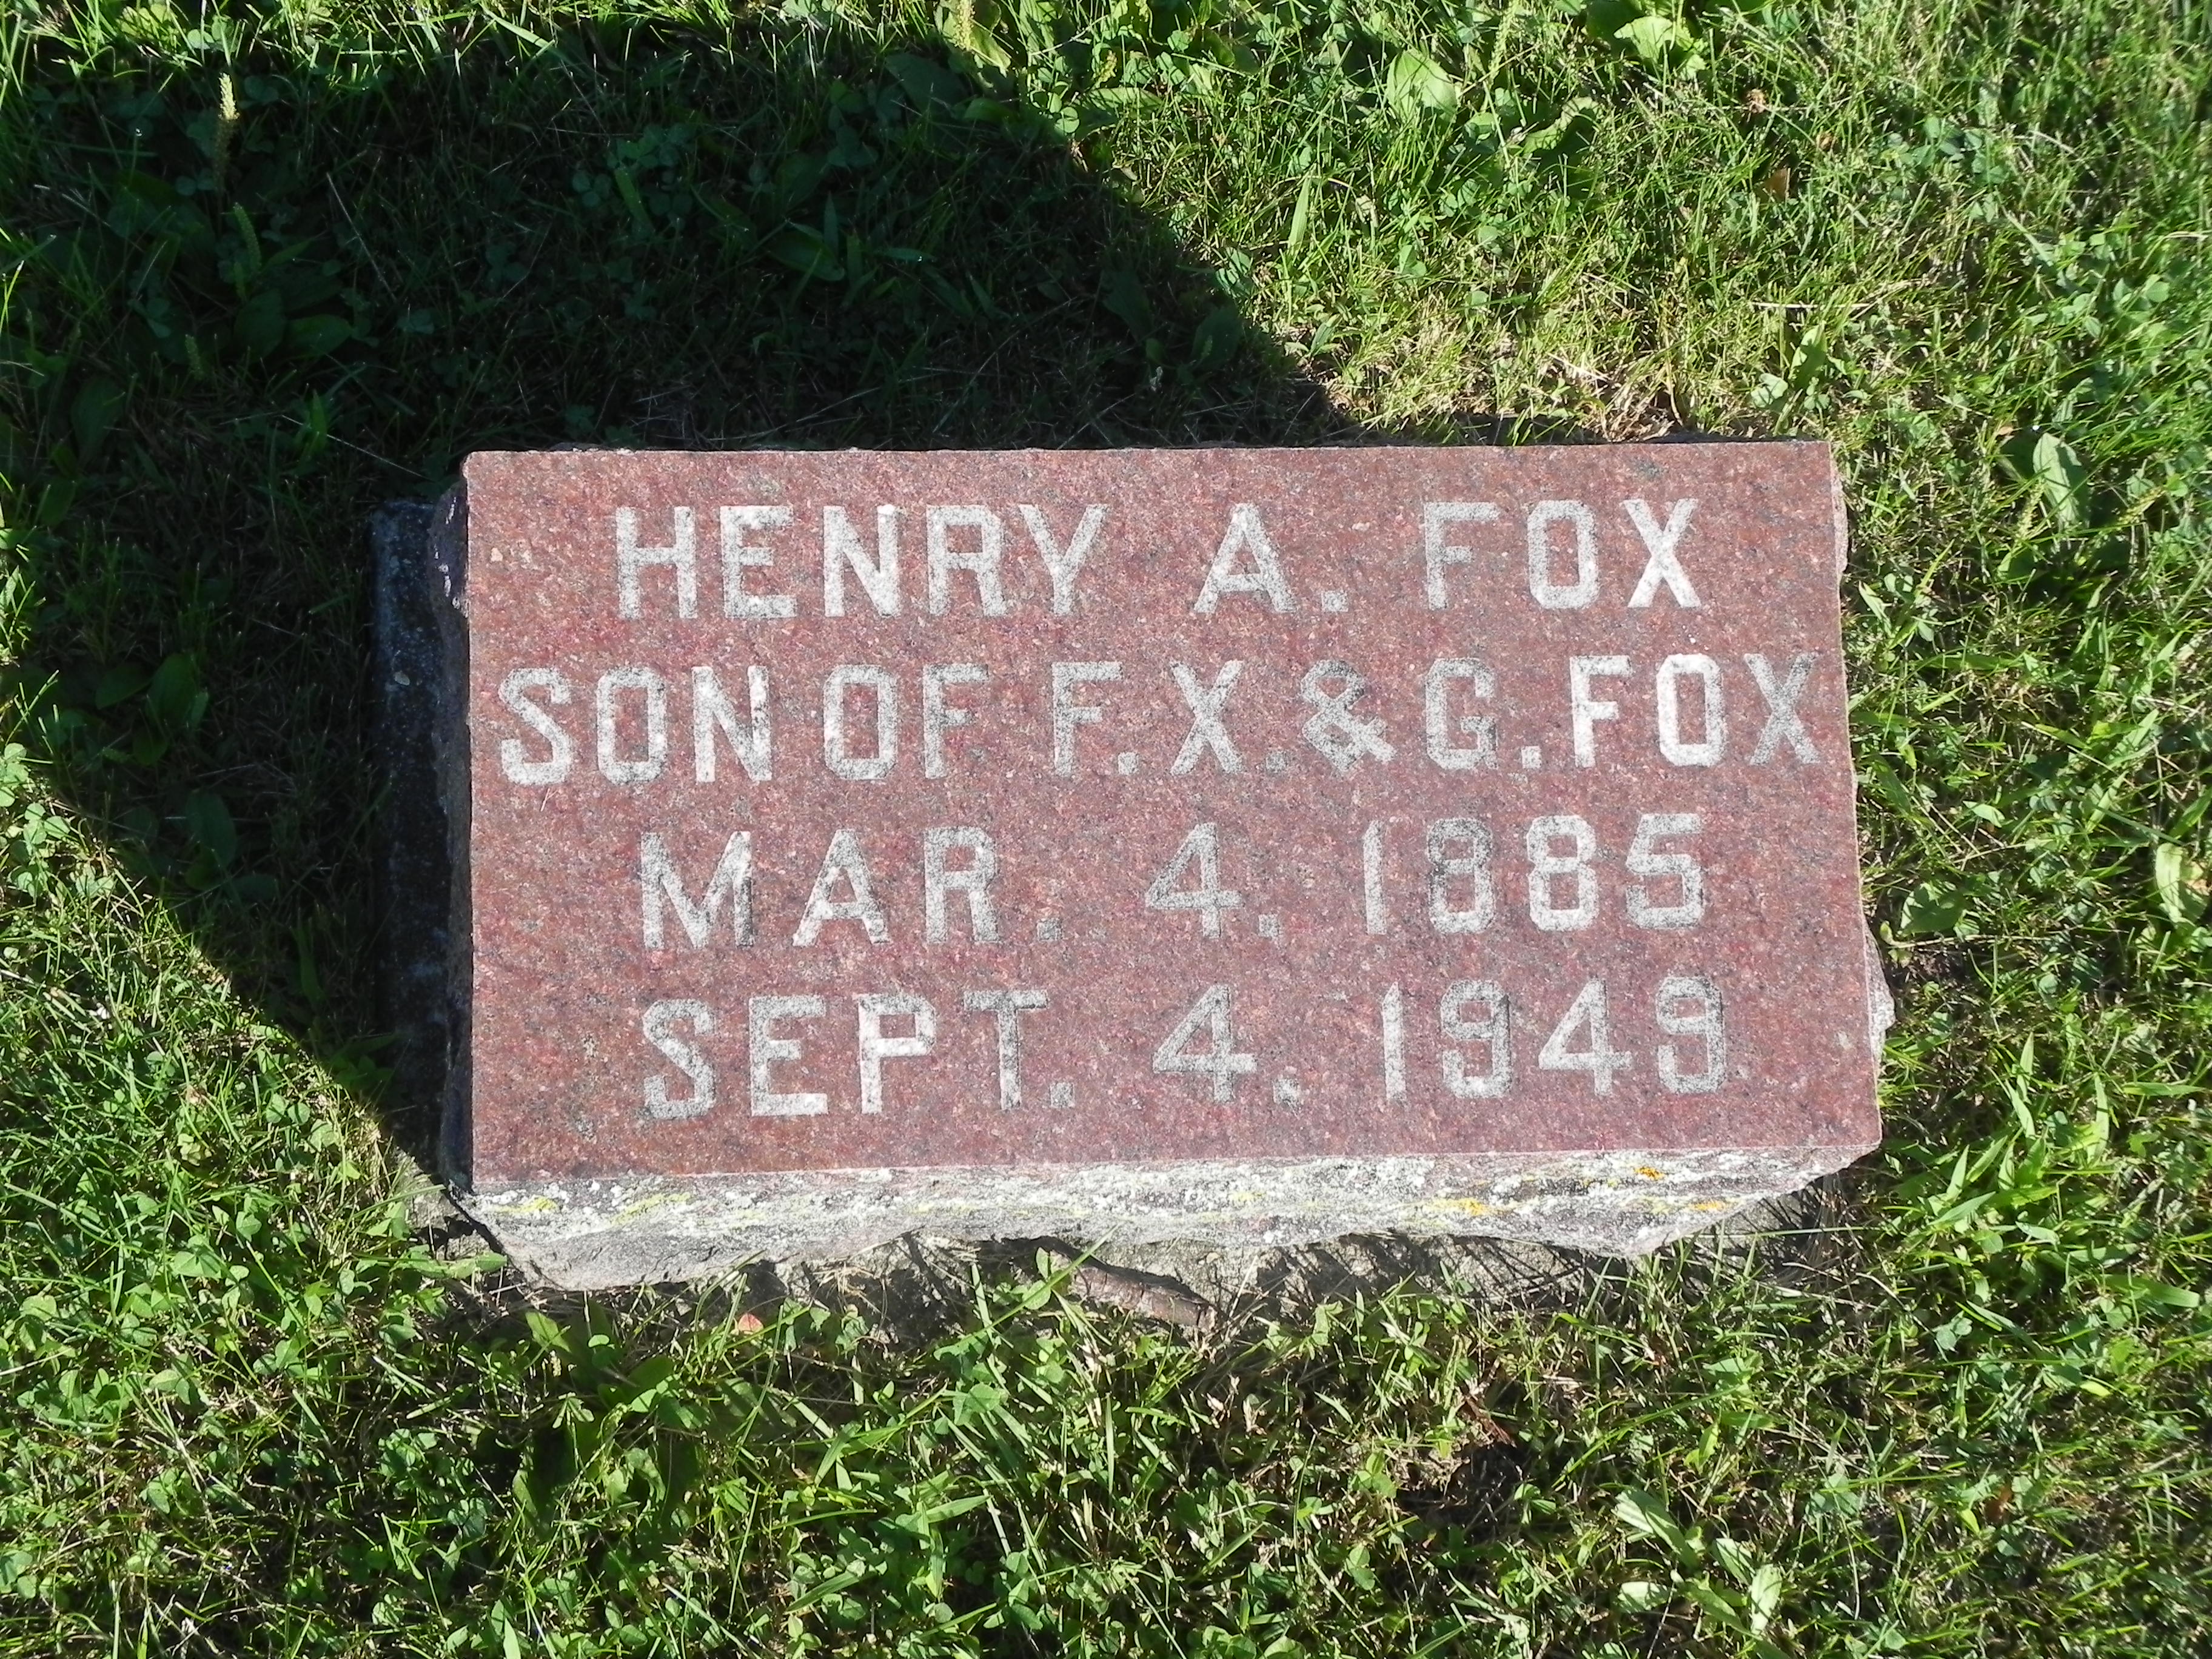 HENRY A. FOX
SON OF F.X. & G. FOX
MAR. 4. 1885
SEPT. 4. 1949